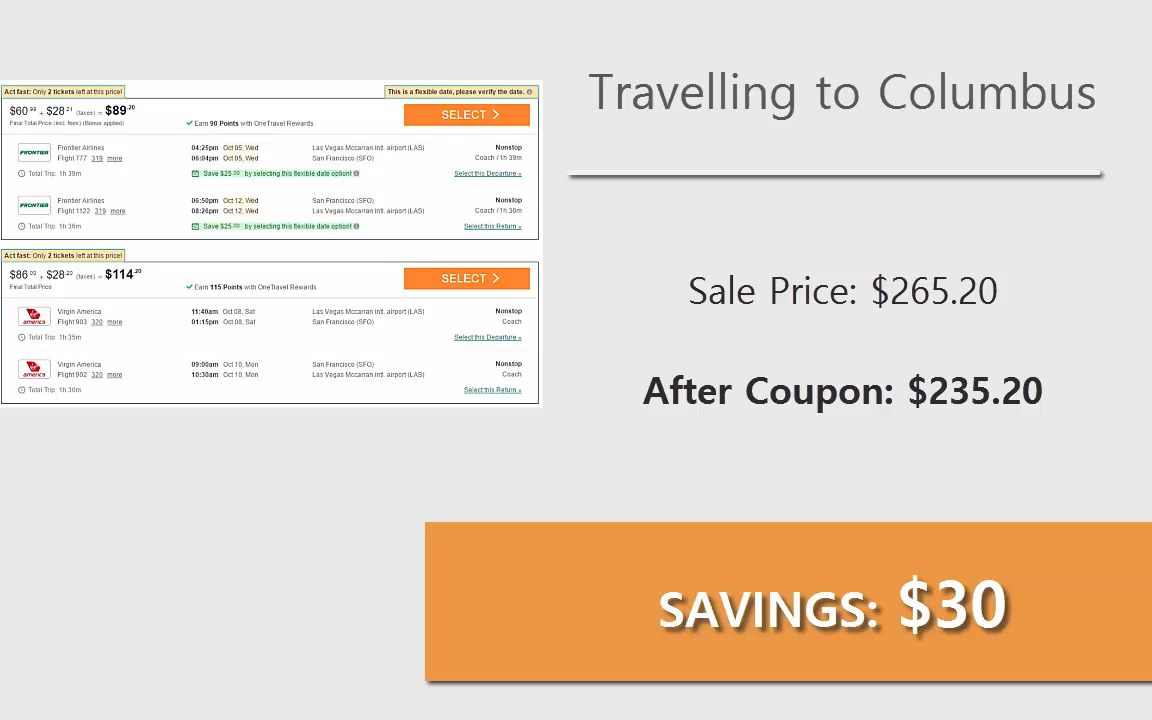 Act fast: Only 2 tickets left at this price!
This is a flexible date, please verify the date.
$60.99 + $28.21 (taxes) = $89.20
SELECT
Final Total Price (incl. fees) (Bonus applied)
Earn 90 Points with OneTravel Rewards
FRONTIER
Frontier Airlines
04:25pm Oct 05, Wed
Las Vegas Mccarran intl. airport (LAS)
Nonstop
Flight 777 319 more
06:04pm Oct 05, Wed
San Francisco (SFO)
Coach / 1h 39m
Total Trip: 1h 39m
Save $25.00 by selecting this flexible date option!
Select this Departure »
FRONTIER
Frontier Airlines
06:50pm Oct 12, Wed
San Francisco (SFO)
Nonstop
Flight 1122 319 more
08:26pm Oct 12, Wed
Las Vegas Mccarran intl. airport (LAS)
Coach / 1h 36m
Total Trip: 1h 36m
Save $25.00 by selecting this flexible date option!
Select this Return »
Act fast: Only 2 tickets left at this price!
$86.00 + $28.20 (taxes) = $114.20
SELECT
Final Total Price
Earn 115 Points with OneTravel Rewards
america
Virgin America
11:40am Oct 08, Sat
Las Vegas Mccarran intl. airport (LAS)
Nonstop
Flight 903 320 more
01:15pm Oct 08, Sat
San Francisco (SFO)
Coach
Total Trip: 1h 35m
Select this Departure »
america
Virgin America
09:00am Oct 10, Mon
San Francisco (SFO)
Nonstop
Flight 902 320 more
10:30am Oct 10, Mon
Las Vegas Mccarran intl. airport (LAS)
Coach
Total Trip: 1h 30m
Select this Return »
Travelling to Columbus
Sale Price: $265.20
After Coupon: $235.20
SAVINGS: $30